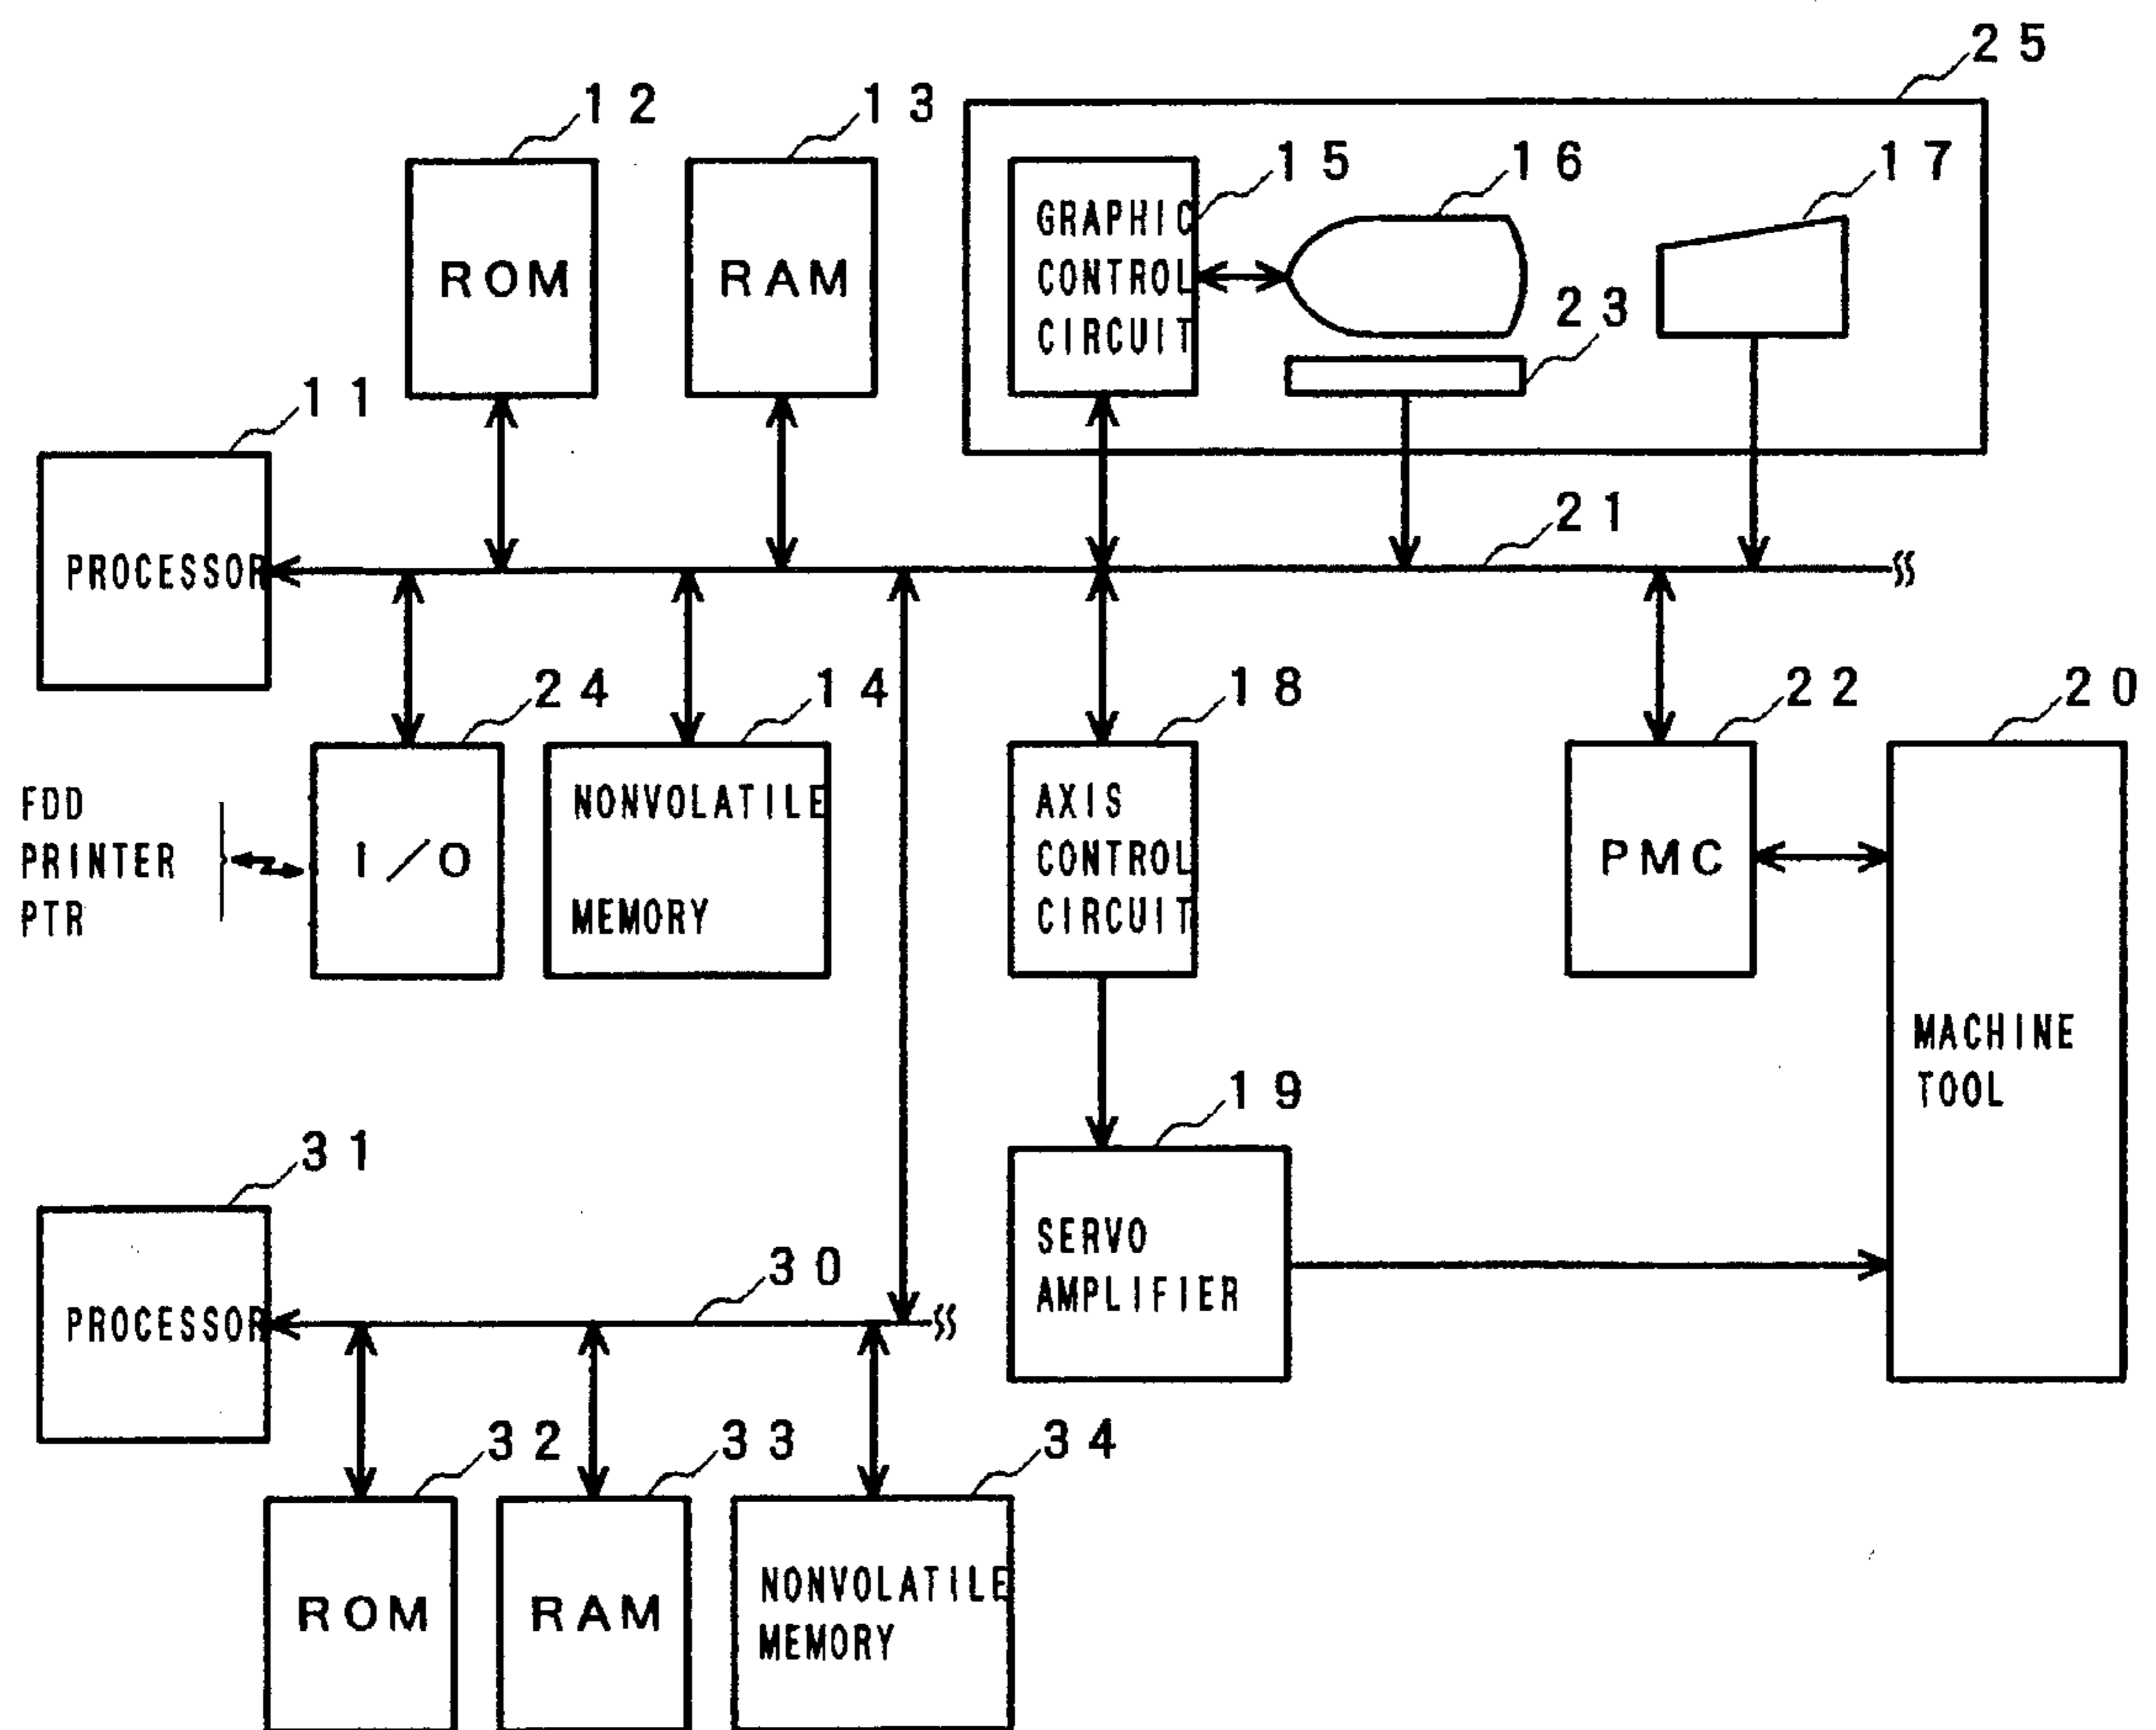 25
12
13
15
16
17
GRAPHIC
CONTROL
CIRCUIT
ROM
RAM
23
11
21
PROCESSOR
24
14
18
22
20
FDD
PRINTER
PTR
I/O
NONVOLATILE
MEMORY
AXIS
CONTROL
CIRCUIT
PMC
MACHINE
TOOL
19
31
SERVO
AMPLIFIER
30
PROCESSOR
32
33
34
ROM
RAM
NONVOLATILE
MEMORY